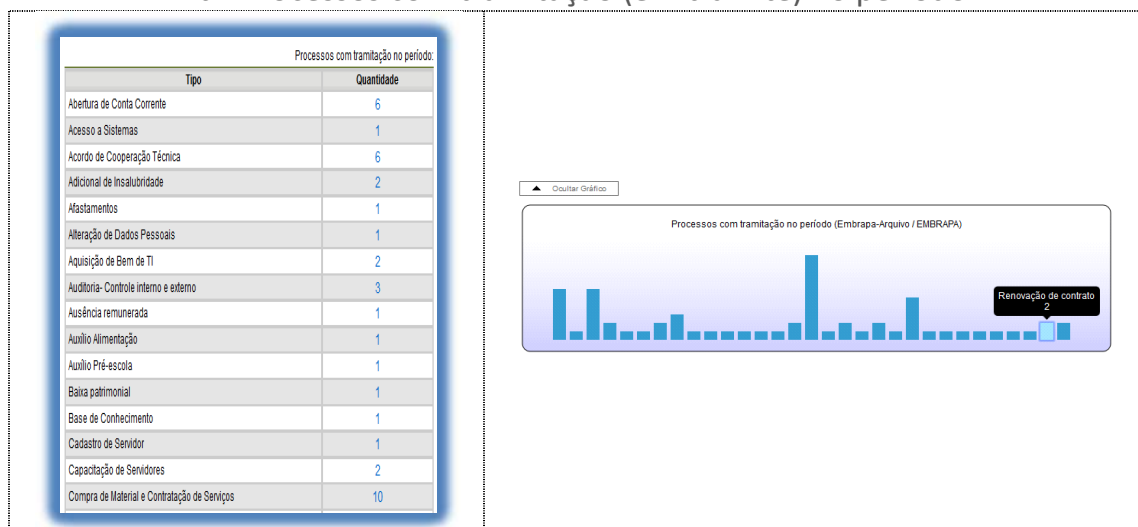 Processos com tramitação no período:
Tipo Quantidade
Abertura de Conta Corrente 6
Acesso a Sistemas 1
Acordo de Cooperação Técnica 6
Adicional de Insalubridade 2
Afastamentos 1
Alteração de Dados Pessoais 1
Aquisição de Bem de TI 2
Auditoria- Controle interno e externo 3
Ausência remunerada 1
Auxílio Alimentação 1
Auxílio Pré-escola 1
Baixa patrimonial 1
Base de Conhecimento 1
Cadastro de Servidor 1
Capacitação de Servidores 2
Compra de Material e Contratação de Serviços 10
Ocultar Gráfico
Processos com tramitação no período (Embrapa-Arquivo / EMBRAPA)
Renovação de contrato
2